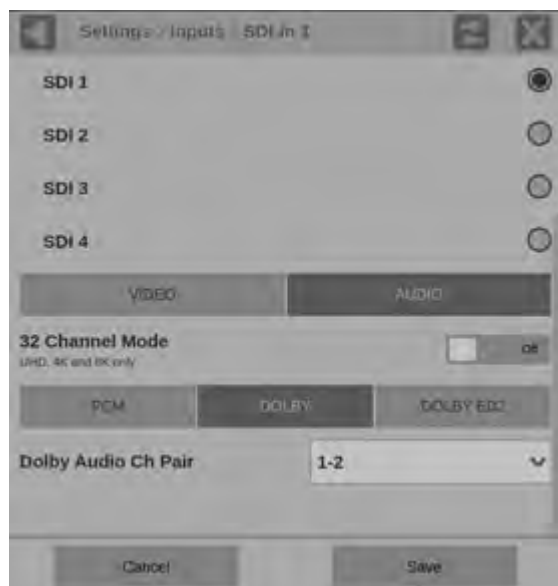 Settings / Inputs / SDI In 1
SDI 1
SDI 2
SDI 3
SDI 4
VIDEO AUDIO
32 Channel Mode
UHD, 4K and 8K only
Off
PCM DOLBY DOLBY ED2
Dolby Audio Ch Pair 1-2
Cancel Save